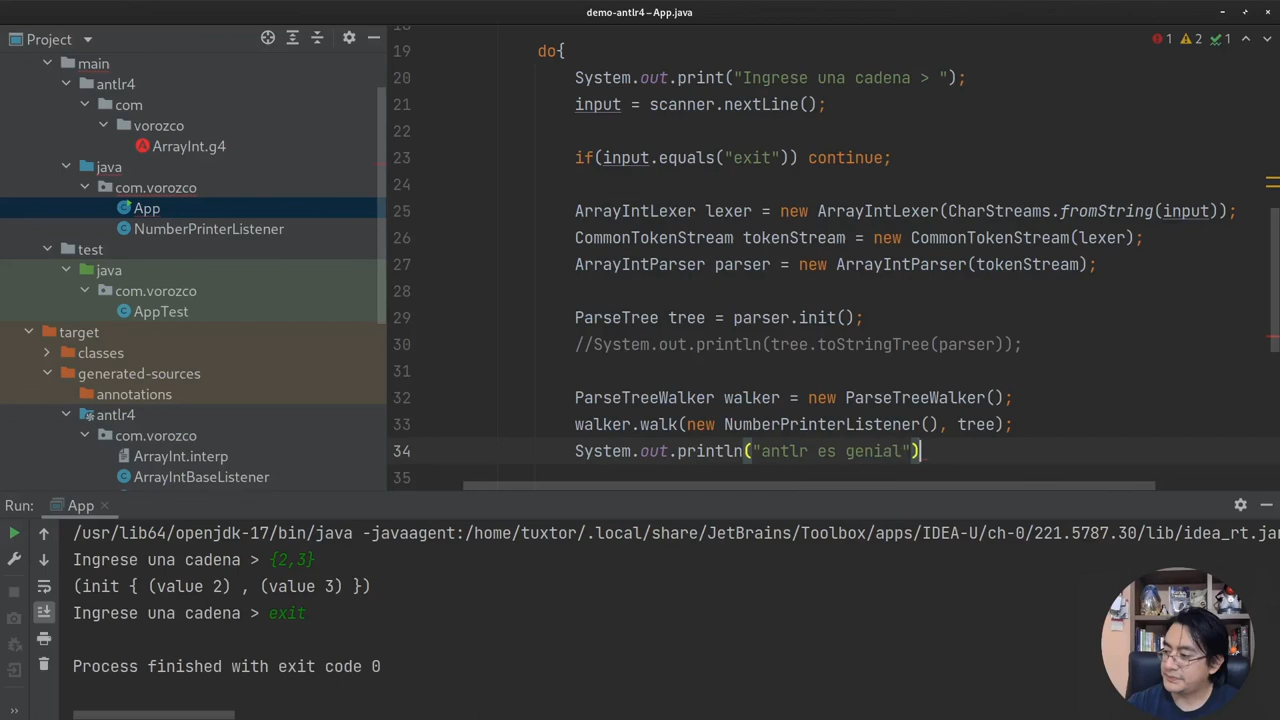 demo-antlr4 – App.java
Project
main
antlr4
com
vorozco
ArrayInt.g4
java
com.vorozco
App
NumberPrinterListener
test
java
com.vorozco
AppTest
target
classes
generated-sources
annotations
antlr4
com.vorozco
ArrayInt.interp
ArrayIntBaseListener
1 2 1
19 do{
20 System.out.print("Ingrese una cadena > ");
21 input = scanner.nextLine();
22
23 if(input.equals("exit")) continue;
24
25 ArrayIntLexer lexer = new ArrayIntLexer(CharStreams.fromString(input));
26 CommonTokenStream tokenStream = new CommonTokenStream(lexer);
27 ArrayIntParser parser = new ArrayIntParser(tokenStream);
28
29 ParseTree tree = parser.init();
30 //System.out.println(tree.toStringTree(parser));
31
32 ParseTreeWalker walker = new ParseTreeWalker();
33 walker.walk(new NumberPrinterListener(), tree);
34 System.out.println("antlr es genial")
35
Run: App
/usr/lib64/openjdk-17/bin/java -javaagent:/home/tuxtor/.local/share/JetBrains/Toolbox/apps/IDEA-U/ch-0/221.5787.30/lib/idea_rt.jar
Ingrese una cadena > {2,3}
(init { (value 2) , (value 3) })
Ingrese una cadena > exit
Process finished with exit code 0